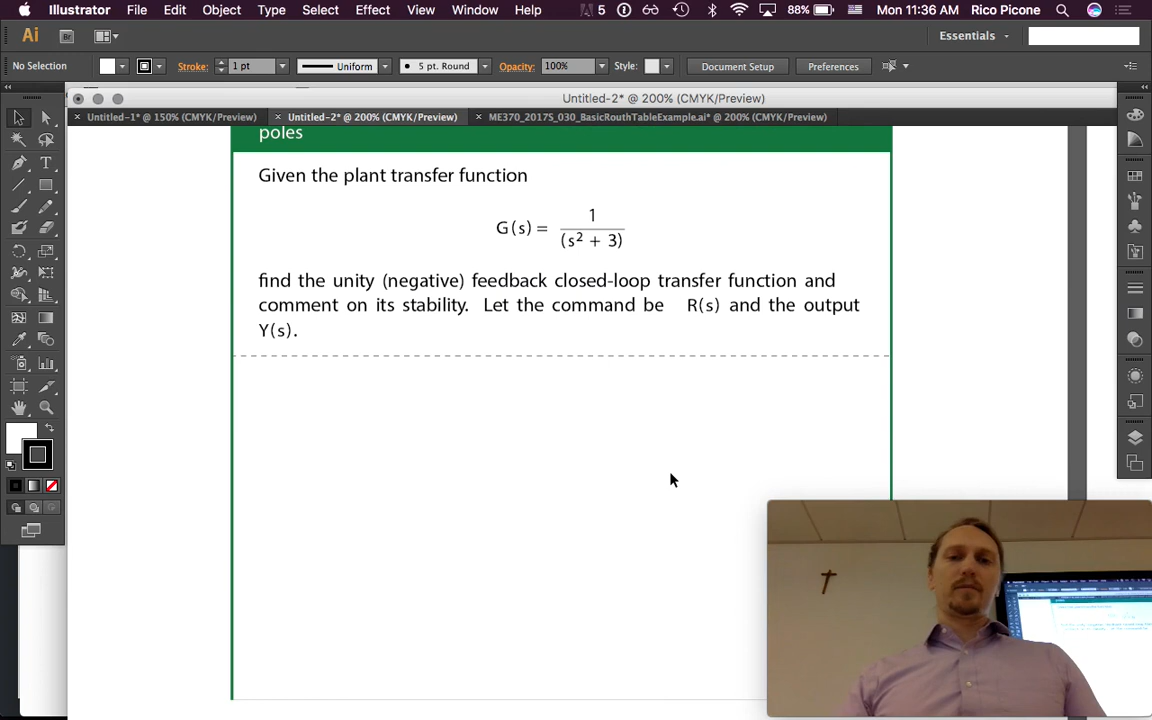 Illustrator File Edit Object Type Select Effect View Window Help 5 88% Mon 11:36 AM Rico Picone
Ai Br Essentials
No Selection Stroke: 1 pt Uniform 5 pt. Round Opacity: 100% Style: Document Setup Preferences
Untitled-2* @ 200% (CMYK/Preview)
× Untitled-1* @ 150% (CMYK/Preview) × Untitled-2* @ 200% (CMYK/Preview) × ME370_2017S_030_BasicRouthTableExample.ai* @ 200% (CMYK/Preview)
poles
Given the plant transfer function
G(s) = 1 / (s² + 3)
find the unity (negative) feedback closed-loop transfer function and
comment on its stability. Let the command be R(s) and the output
Y(s).